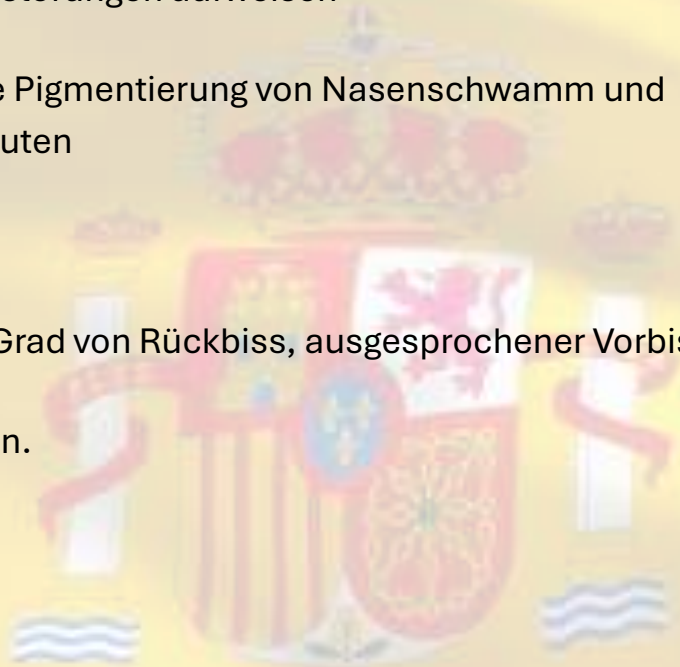 e Pigmentierung von Nasenschwamm und
uten
Grad von Rückbiss, ausgesprochener Vorbis
n.